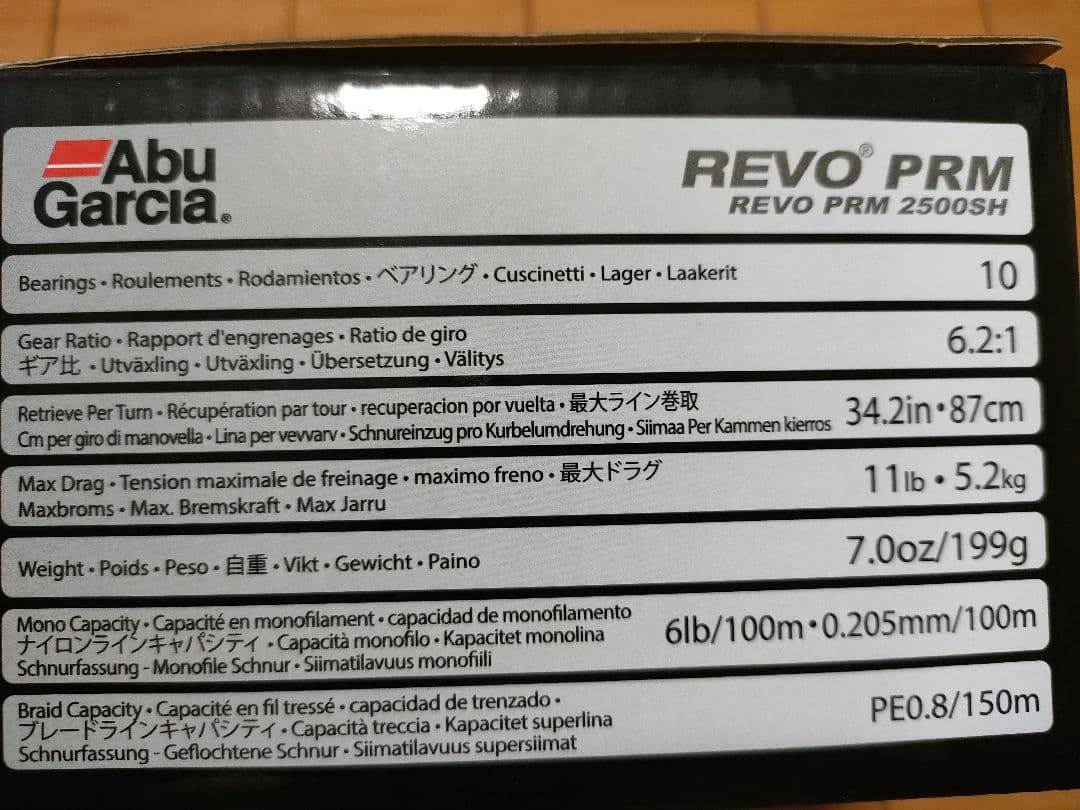 Abu
Garcia®
REVO® PRM
REVO PRM 2500SH
Bearings • Roulements • Rodamientos • ベアリング • Cuscinetti • Lager • Laakerit
10
Gear Ratio • Rapport d'engrenages • Ratio de giro
ギア比 • Utväxling • Utväxling • Übersetzung • Välitys
6.2:1
Retrieve Per Turn • Récupération par tour • recuperacion por vuelta • 最大ライン巻取
Cm per giro di manovella • Lina per vevvarv • Schnureinzug pro Kurbelumdrehung • Siimaa Per Kammen kierros
34.2in • 87cm
Max Drag • Tension maximale de freinage • maximo freno • 最大ドラグ
Maxbroms • Max. Bremskraft • Max Jarru
11lb • 5.2kg
Weight • Poids • Peso • 自重 • Vikt • Gewicht • Paino
7.0oz/199g
Mono Capacity • Capacité en monofilament • capacidad de monofilamento
ナイロンラインキャパシティ • Capacità monofilo • Kapacitet monolina
Schnurfassung - Monofile Schnur • Siimatilavuus monofiili
6lb/100m • 0.205mm/100m
Braid Capacity • Capacité en fil tressé • capacidad de trenzado •
ブレードラインキャパシティ • Capacità treccia • Kapacitet superlina
Schnurfassung - Geflochtene Schnur • Siimatilavuus supersiimat
PE0.8/150m